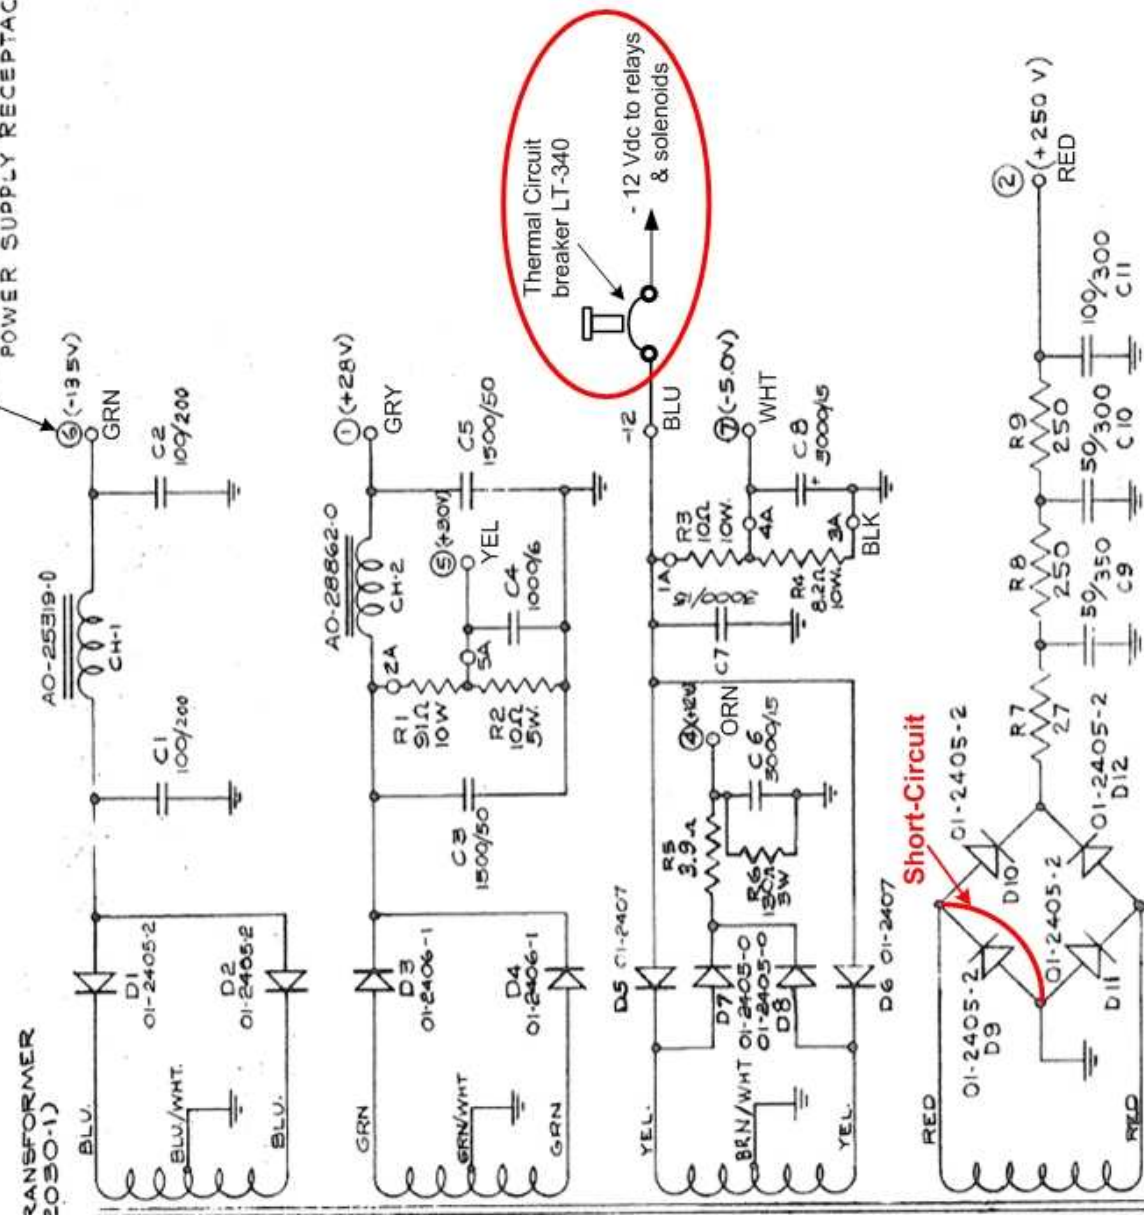 POWER SUPPLY RECEPTAC
RANSFORMER
2030-1)
BLU.
BLU/WHT.
BLU.
D1
01-2405-2
D2
01-2405-2
C1
100/200
AO-25319-0
CH-1
C2
100/200
6 (-135V)
GRN
GRN
GRN/WHT
GRN
D3
01-2406-1
D4
01-2406-1
C3
1500/50
R1
91Ω
10W
R2
10Ω
5W.
2A
5A
AO-28862-0
CH-2
5 (+30V)
YEL
C4
1000/6
C5
1500/50
1 (+28V)
GRY
Thermal Circuit
breaker LT-340
- 12 Vdc to relays
& solenoids
YEL.
BRN/WHT
YEL.
D5 01-2407
D7
01-2405-0
01-2405-0
D8
D6 01-2407
R5
3.9Ω
R6
5W
C6
3000/15
4 (+12V)
ORN
C7
1A
R3
10Ω
10W.
4A
R4
8.2Ω
10W.
3A
BLK
-12
BLU
7 (-5.0V)
WHT
C8
3000/15
+
RED
RED
01-2405-2
D9
D10
01-2405-2
01-2405-2
D11
01-2405-2
D12
Short-Circuit
R7
27
50/350
C9
R8
250
50/300
C10
R9
250
100/300
C11
2 (+250 V)
RED